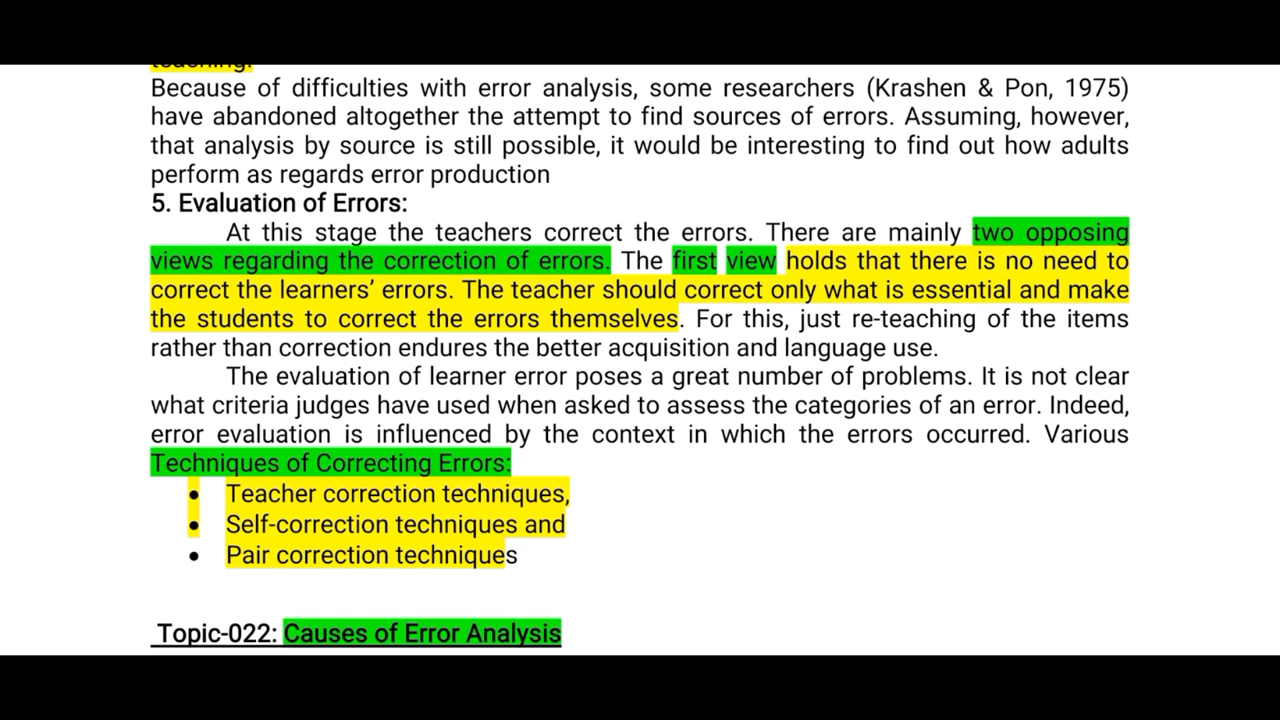 teaching.
Because of difficulties with error analysis, some researchers (Krashen & Pon, 1975)
have abandoned altogether the attempt to find sources of errors. Assuming, however,
that analysis by source is still possible, it would be interesting to find out how adults
perform as regards error production
5. Evaluation of Errors:
At this stage the teachers correct the errors. There are mainly two opposing
views regarding the correction of errors. The first view holds that there is no need to
correct the learners’ errors. The teacher should correct only what is essential and make
the students to correct the errors themselves. For this, just re-teaching of the items
rather than correction endures the better acquisition and language use.
The evaluation of learner error poses a great number of problems. It is not clear
what criteria judges have used when asked to assess the categories of an error. Indeed,
error evaluation is influenced by the context in which the errors occurred. Various
Techniques of Correcting Errors:
• Teacher correction techniques,
• Self-correction techniques and
• Pair correction techniques
Topic-022: Causes of Error Analysis